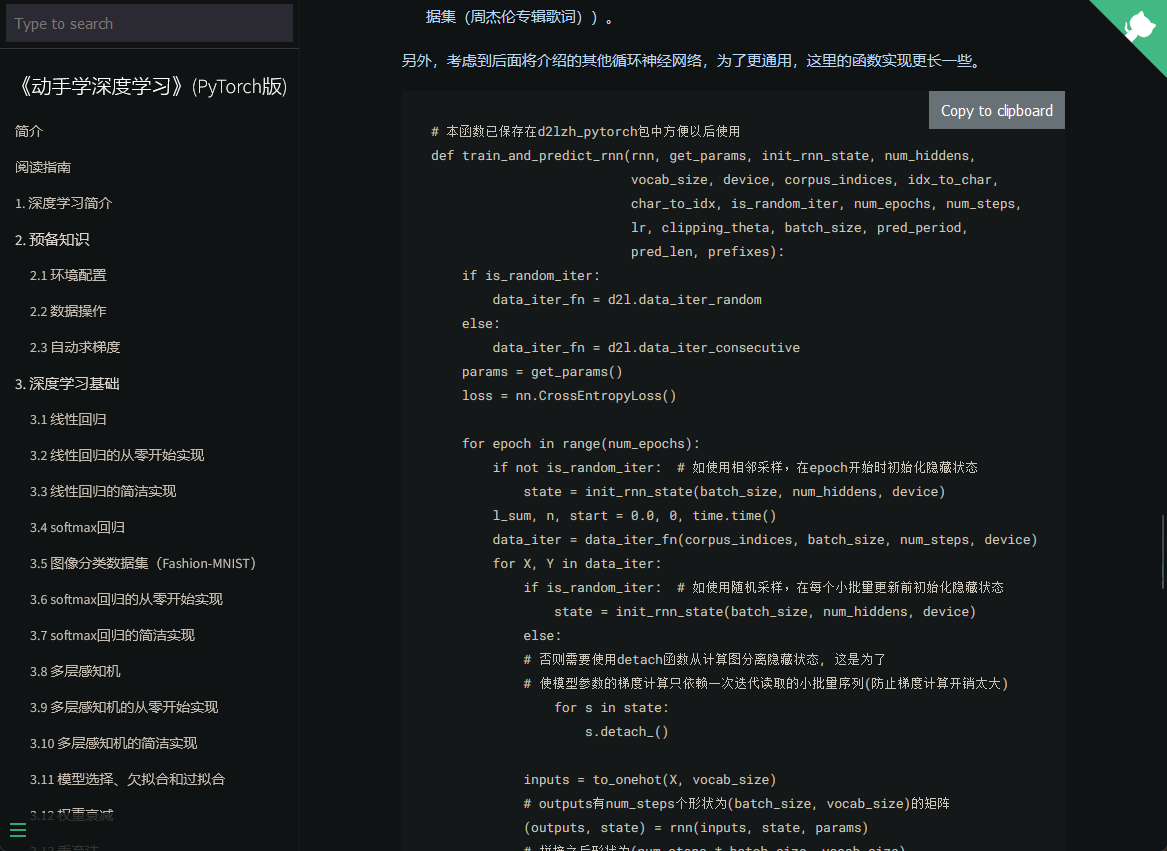 Type to search
《动手学深度学习》(PyTorch版)
简介
阅读指南
1. 深度学习简介
2. 预备知识
2.1 环境配置
2.2 数据操作
2.3 自动求梯度
3. 深度学习基础
3.1 线性回归
3.2 线性回归的从零开始实现
3.3 线性回归的简洁实现
3.4 softmax回归
3.5 图像分类数据集（Fashion-MNIST）
3.6 softmax回归的从零开始实现
3.7 softmax回归的简洁实现
3.8 多层感知机
3.9 多层感知机的从零开始实现
3.10 多层感知机的简洁实现
3.11 模型选择、欠拟合和过拟合
3.12 权重衰减
据集（周杰伦专辑歌词））。
另外，考虑到后面将介绍的其他循环神经网络，为了更通用，这里的函数实现更长一些。
Copy to clipboard
# 本函数已保存在d2lzh_pytorch包中方便以后使用
def train_and_predict_rnn(rnn, get_params, init_rnn_state, num_hiddens,
                          vocab_size, device, corpus_indices, idx_to_char,
                          char_to_idx, is_random_iter, num_epochs, num_steps,
                          lr, clipping_theta, batch_size, pred_period,
                          pred_len, prefixes):
    if is_random_iter:
        data_iter_fn = d2l.data_iter_random
    else:
        data_iter_fn = d2l.data_iter_consecutive
    params = get_params()
    loss = nn.CrossEntropyLoss()
    for epoch in range(num_epochs):
        if not is_random_iter:  # 如使用相邻采样，在epoch开始时初始化隐藏状态
            state = init_rnn_state(batch_size, num_hiddens, device)
        l_sum, n, start = 0.0, 0, time.time()
        data_iter = data_iter_fn(corpus_indices, batch_size, num_steps, device)
        for X, Y in data_iter:
            if is_random_iter:  # 如使用随机采样，在每个小批量更新前初始化隐藏状态
                state = init_rnn_state(batch_size, num_hiddens, device)
            else:
            # 否则需要使用detach函数从计算图分离隐藏状态, 这是为了
            # 使模型参数的梯度计算只依赖一次迭代读取的小批量序列(防止梯度计算开销太大)
                for s in state:
                    s.detach_()
            inputs = to_onehot(X, vocab_size)
            # outputs有num_steps个形状为(batch_size, vocab_size)的矩阵
            (outputs, state) = rnn(inputs, state, params)
            # 拼接之后形状为(num_steps * batch_size, vocab_size)